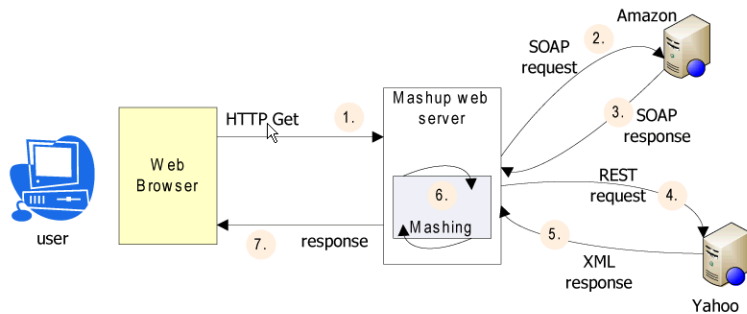 Amazon
SOAP
request
2.
HTTP Get
1.
Mashup web
server
3.
SOAP
response
Web
Browser
6.
Mashing
REST
request
4.
user
7.
response
5.
XML
response
Yahoo